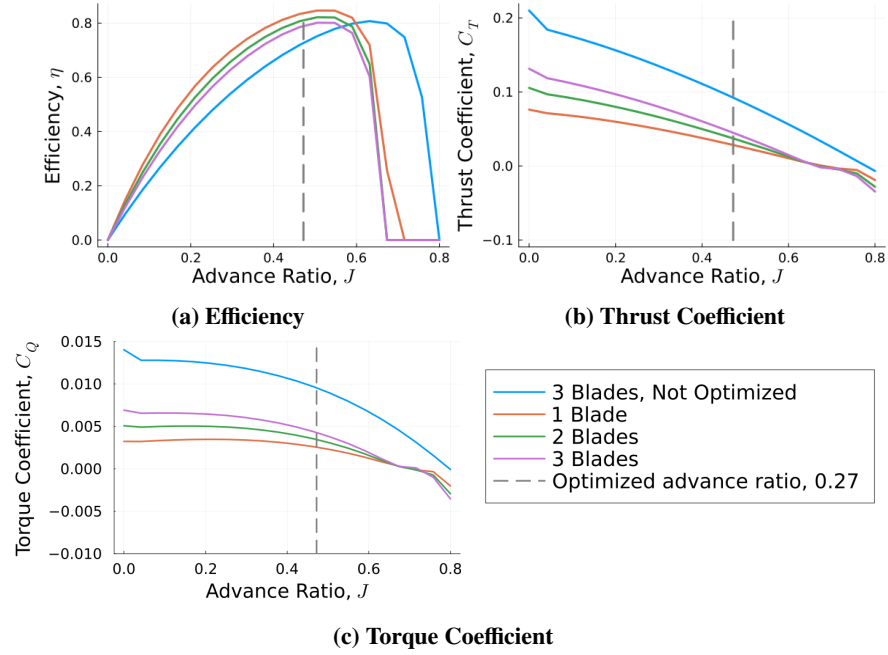 Efficiency, η
0.8
0.6
0.4
0.2
0.0
0.0 0.2 0.4 0.6 0.8
Advance Ratio, J
(a) Efficiency
Thrust Coefficient, C_T
0.2
0.1
0.0
−0.1
0.0 0.2 0.4 0.6 0.8
Advance Ratio, J
(b) Thrust Coefficient
Torque Coefficient, C_Q
0.015
0.010
0.005
0.000
−0.005
−0.010
0.0 0.2 0.4 0.6 0.8
Advance Ratio, J
3 Blades, Not Optimized
1 Blade
2 Blades
3 Blades
Optimized advance ratio, 0.27
(c) Torque Coefficient